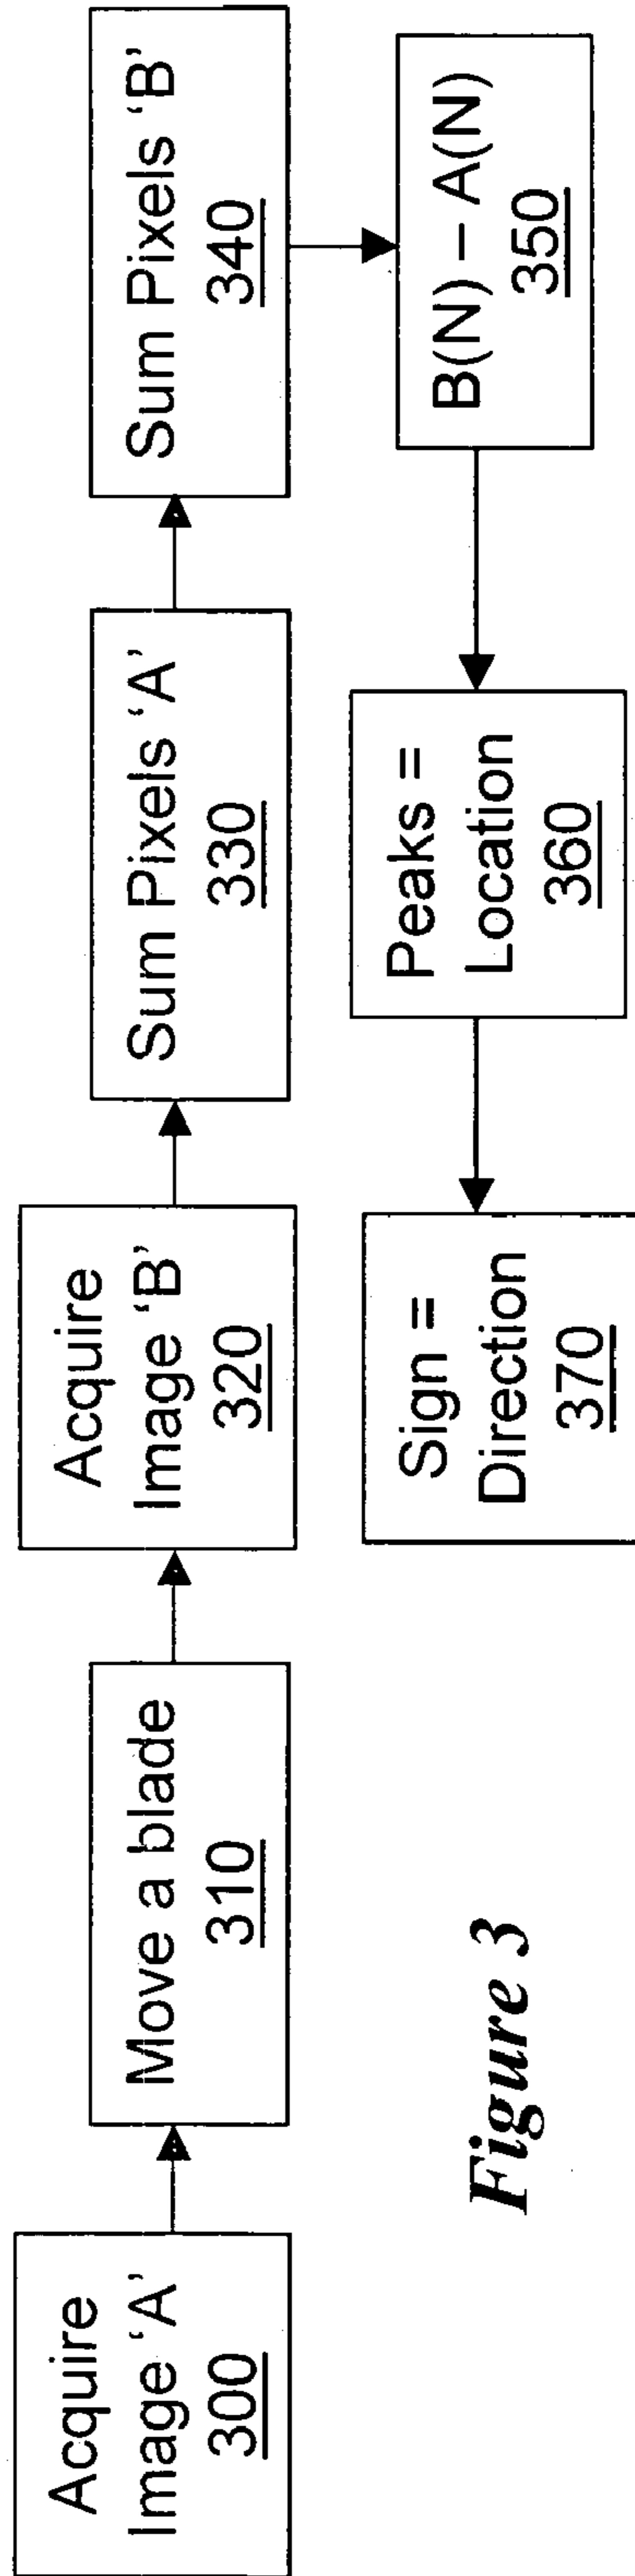 Acquire
Image ‘A’
300
Move a blade
310
Acquire
Image ‘B’
320
Sum Pixels ‘A’
330
Sum Pixels ‘B’
340
B(N) – A(N)
350
Peaks =
Location
360
Sign =
Direction
370
Figure 3